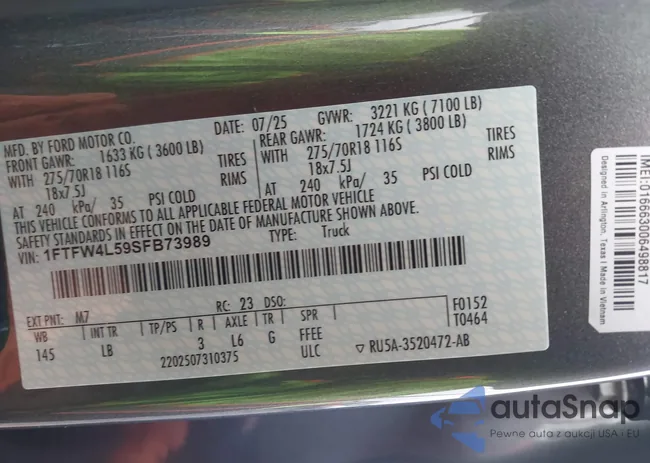 MFD. BY FORD MOTOR CO.
DATE: 07/25
GVWR: 3221 KG ( 7100 LB)
FRONT GAWR: 1633 KG ( 3600 LB)
REAR GAWR: 1724 KG ( 3800 LB)
WITH 275/70R18 116S TIRES
WITH 275/70R18 116S TIRES
18x7.5J RIMS
18x7.5J RIMS
AT 240 kPa/ 35 PSI COLD
AT 240 kPa/ 35 PSI COLD
THIS VEHICLE CONFORMS TO ALL APPLICABLE FEDERAL MOTOR VEHICLE
SAFETY STANDARDS IN EFFECT ON THE DATE OF MANUFACTURE SHOWN ABOVE.
VIN: 1FTFW4L59SFB73989
TYPE: Truck
EXT PNT: M7 RC: 23 DSO:
WB INT TR TP/PS R AXLE TR SPR
145 LB 3 L6 G FFEE
ULC
F0152
T0464
2202507310375
▽ RU5A-3520472-AB
IMEI:016663006498817
Designed in Arlington, Texas | Made in Vietnam
autaSnap
Pewne auta z aukcji USA i EU